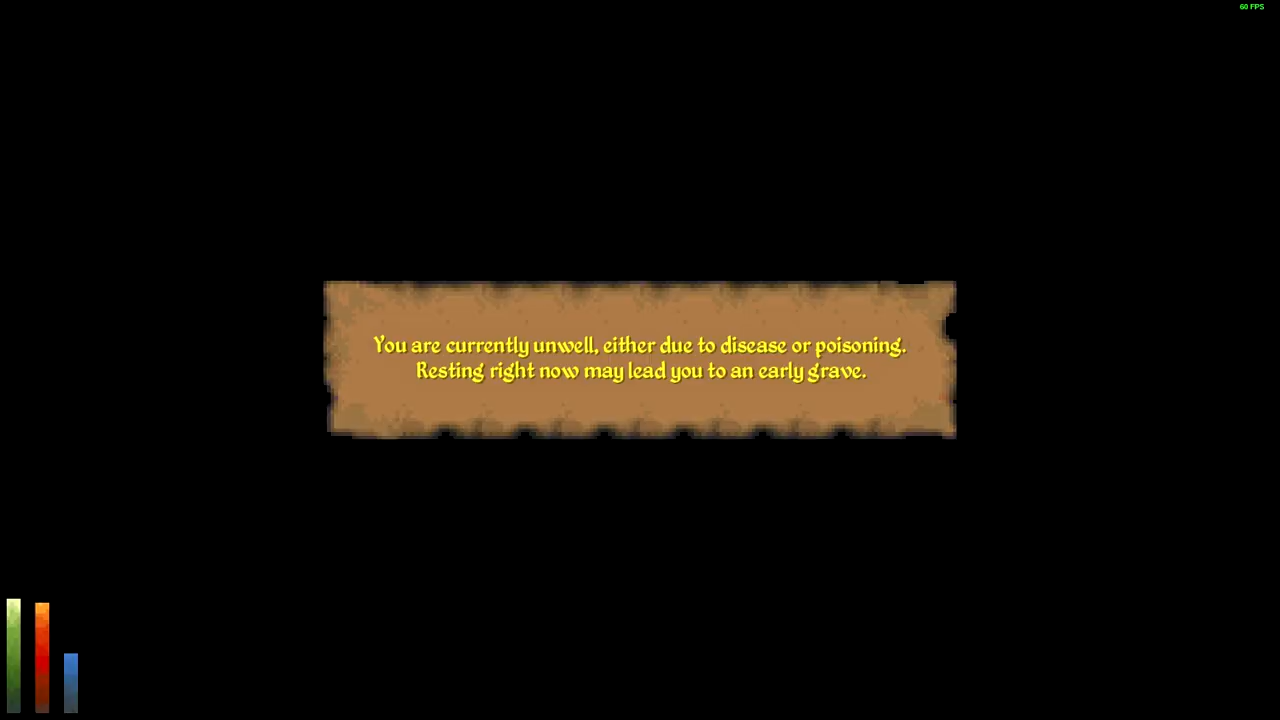 60 FPS
You are currently unwell, either due to disease or poisoning.
Resting right now may lead you to an early grave.